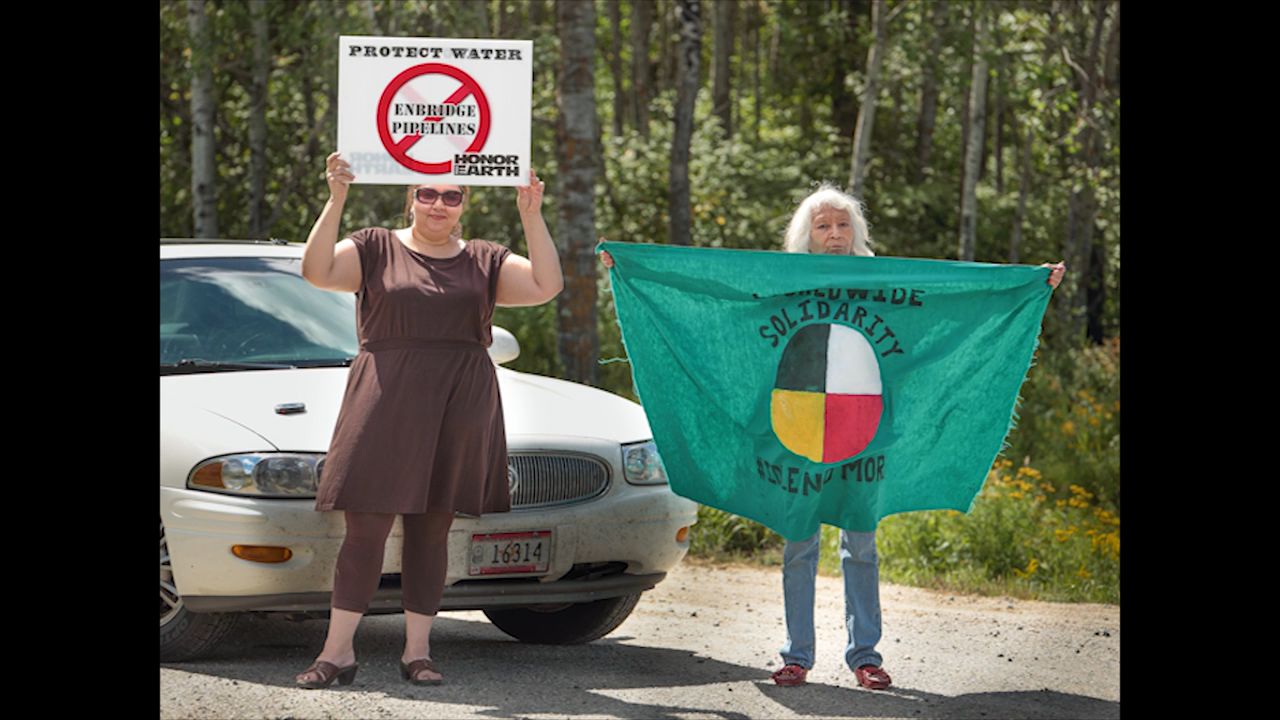 PROTECT WATER
ENBRIDGE
PIPELINES
HONOR
EARTH
SOLIDARITY
16314